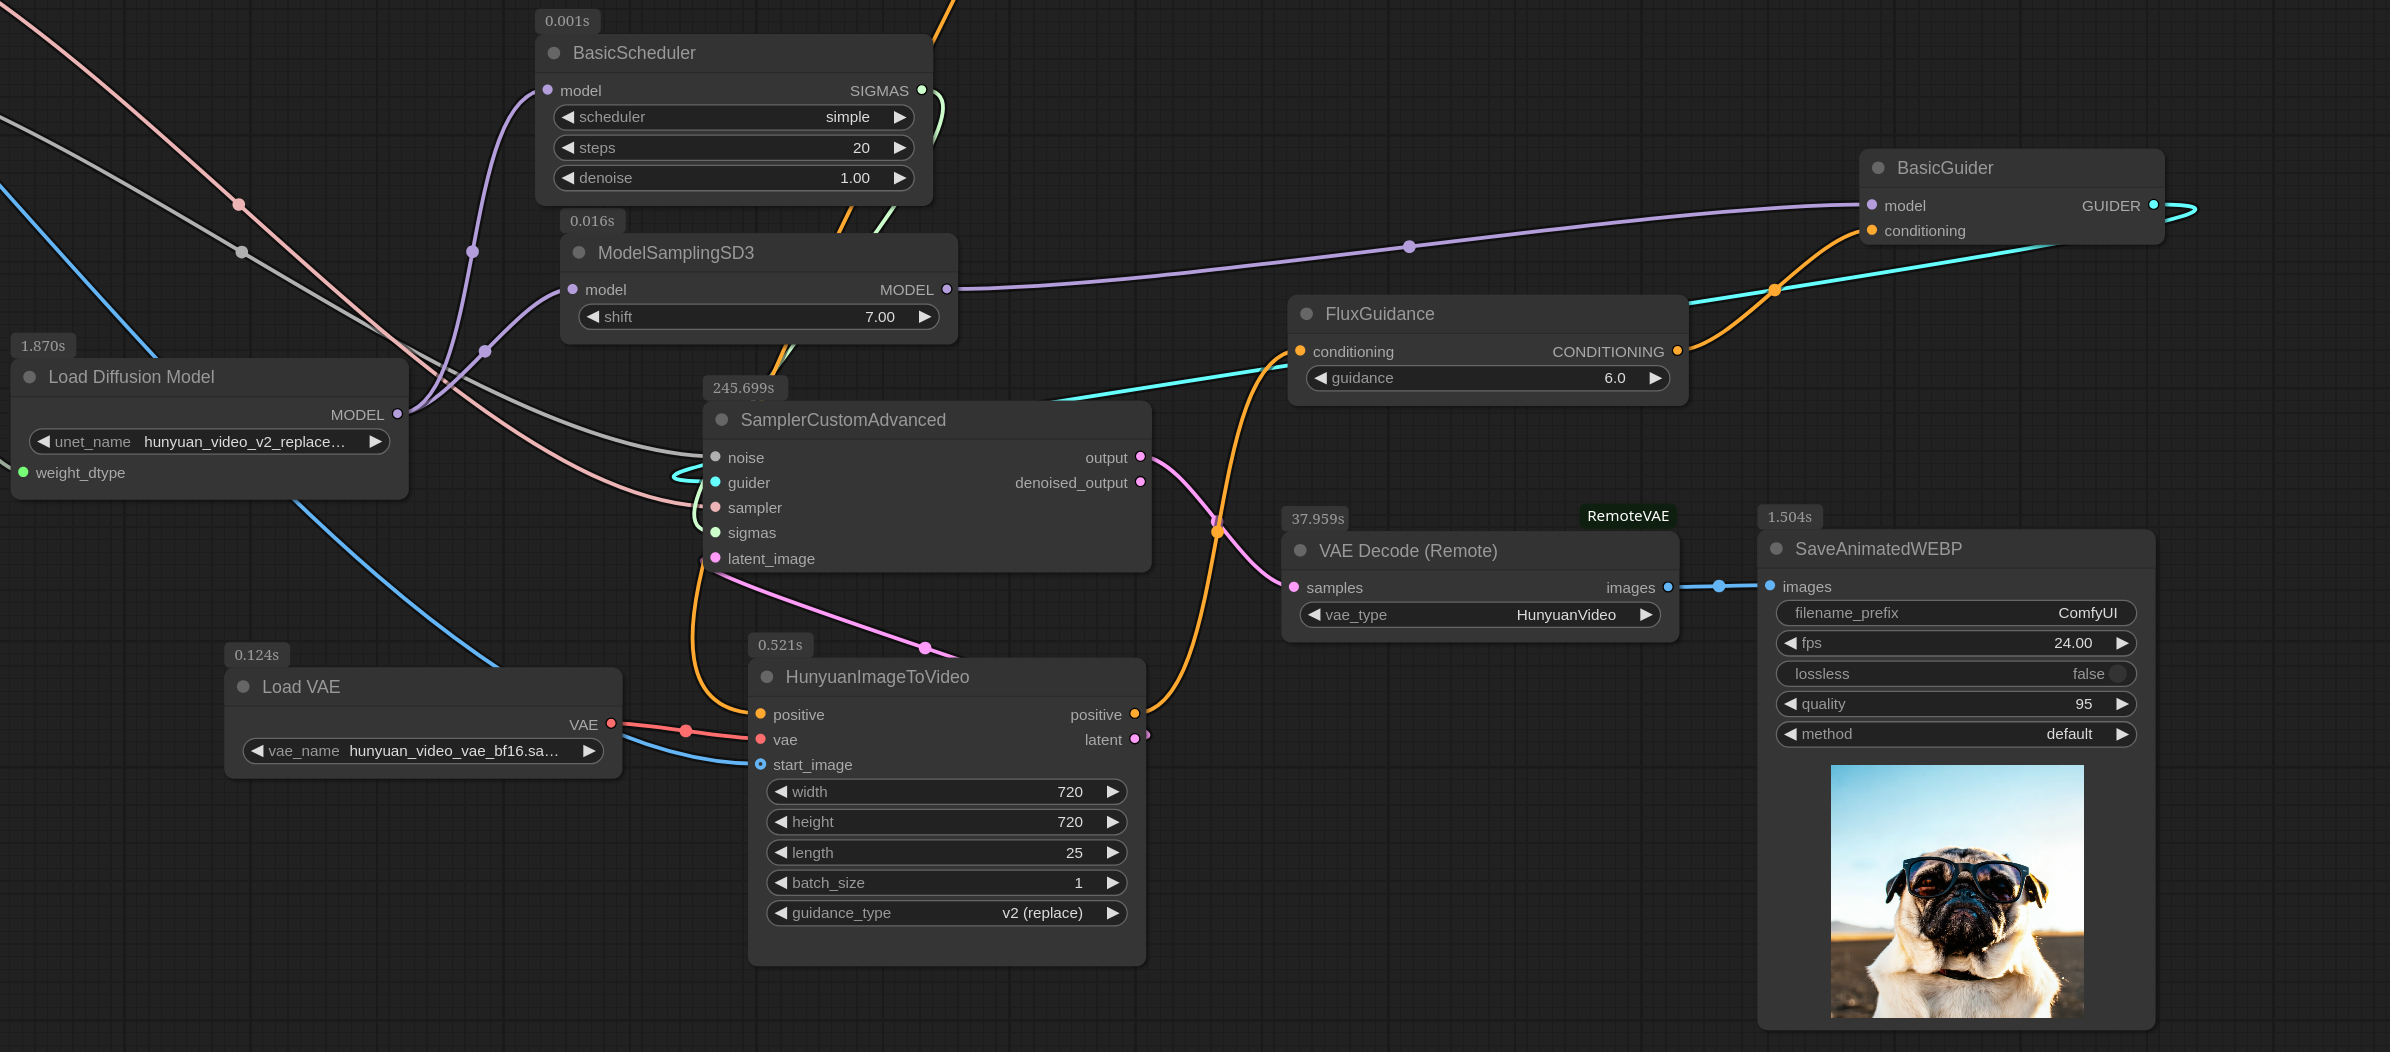 0.001s
BasicScheduler
model SIGMAS
scheduler simple
steps 20
denoise 1.00
0.016s
ModelSamplingSD3
model MODEL
shift 7.00
1.870s
Load Diffusion Model
MODEL
unet_name hunyuan_video_v2_replace…
weight_dtype
245.699s
SamplerCustomAdvanced
noise output
guider denoised_output
sampler
sigmas
latent_image
0.124s
Load VAE
VAE
vae_name hunyuan_video_vae_bf16.sa…
0.521s
HunyuanImageToVideo
positive positive
vae latent
start_image
width 720
height 720
length 25
batch_size 1
guidance_type v2 (replace)
BasicGuider
model GUIDER
conditioning
FluxGuidance
conditioning CONDITIONING
guidance 6.0
37.959s RemoteVAE
VAE Decode (Remote)
samples images
vae_type HunyuanVideo
1.504s
SaveAnimatedWEBP
images
filename_prefix ComfyUI
fps 24.00
lossless false
quality 95
method default